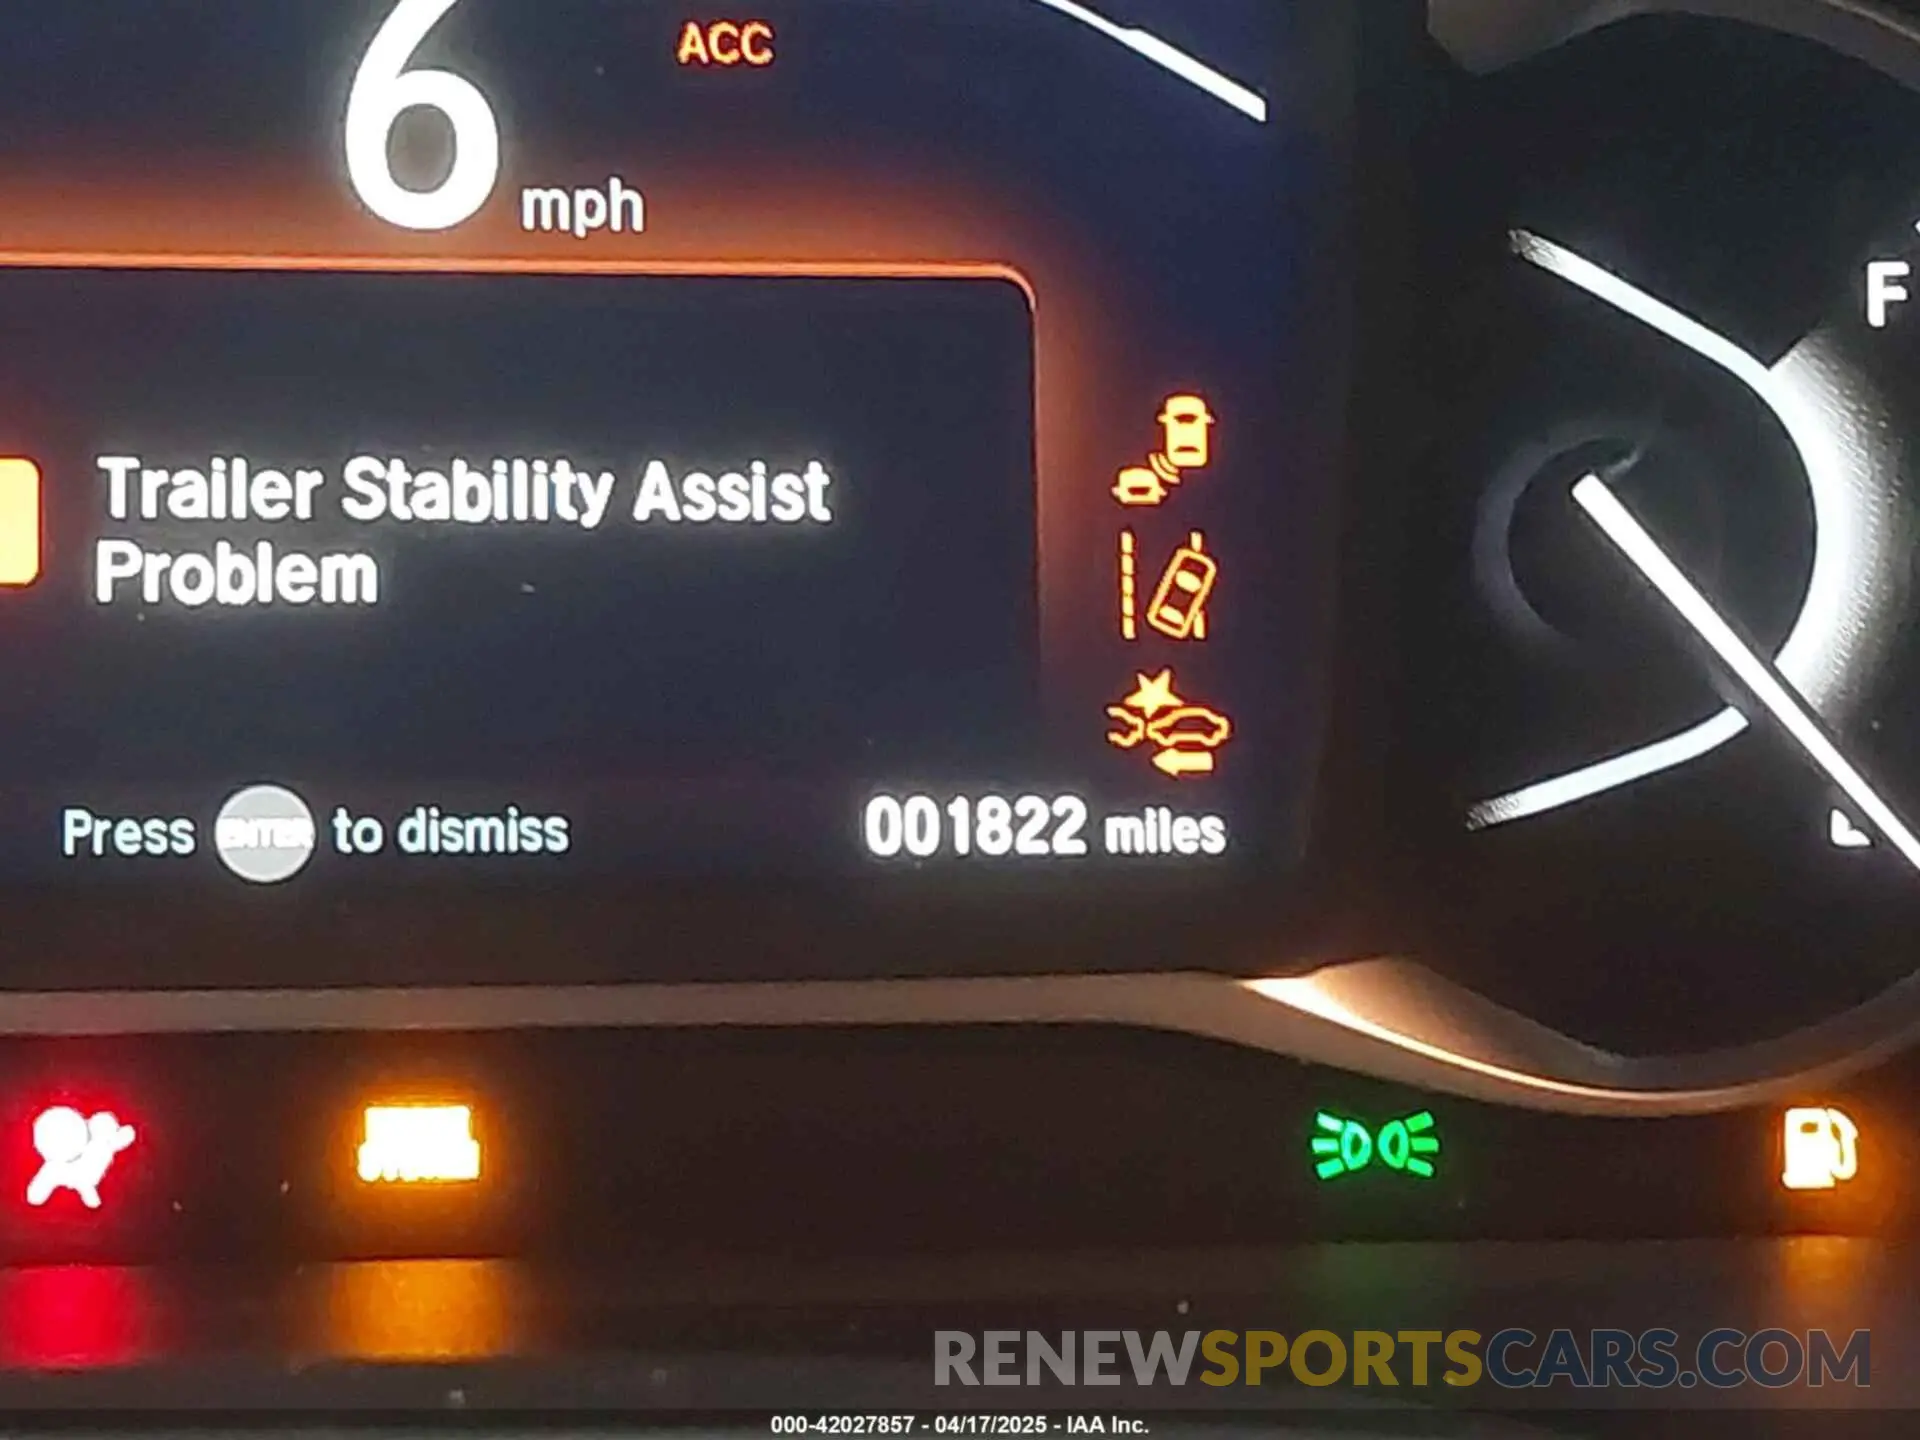 6 mph
ACC
F
Trailer Stability Assist
Problem
Press ENTER to dismiss
001822 miles
RENEWSPORTSCARS.COM
000-42027857 - 04/17/2025 - IAA Inc.